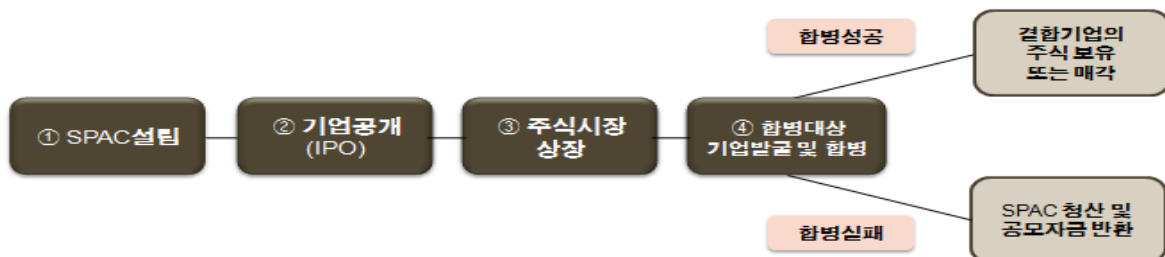 ① SPAC설립
② 기업공개
(IPO)
③ 주식시장
상장
④ 합병대상
기업발굴 및 합병
합병성공
결합기업의
주식 보유
또는 매각
합병실패
SPAC 청산 및
공모자금 반환